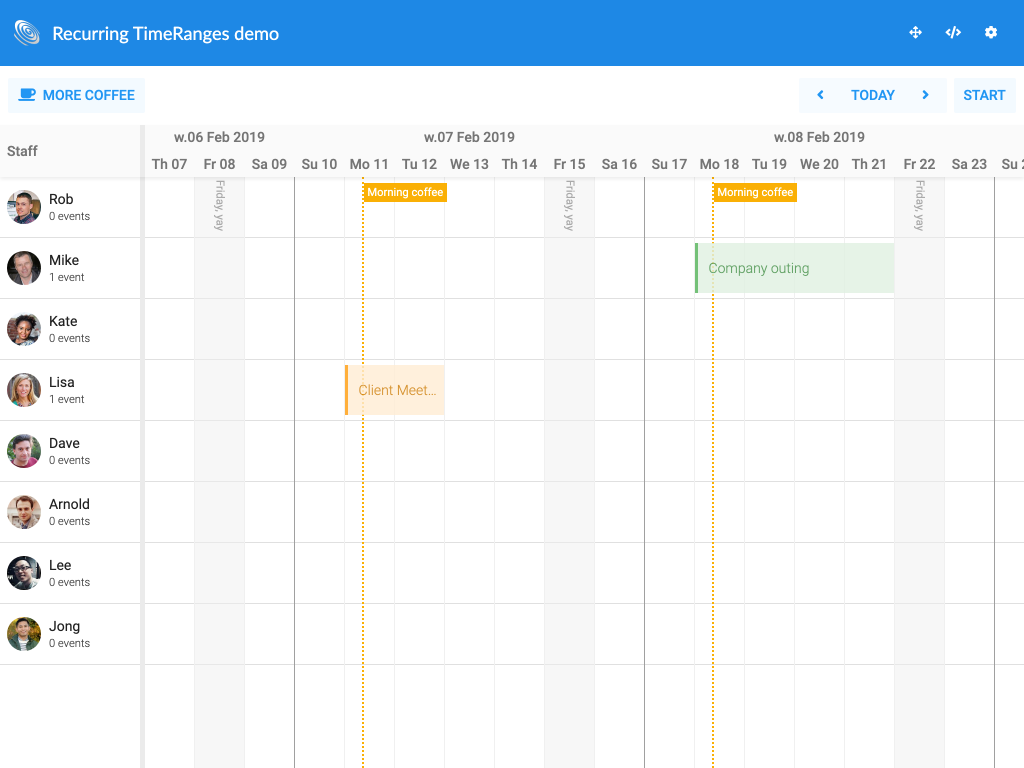 Recurring TimeRanges demo
MORE COFFEE
TODAY
START
Staff
w.06 Feb 2019
w.07 Feb 2019
w.08 Feb 2019
Th 07
Fr 08
Sa 09
Su 10
Mo 11
Tu 12
We 13
Th 14
Fr 15
Sa 16
Su 17
Mo 18
Tu 19
We 20
Th 21
Fr 22
Sa 23
Su 2
Friday, yay
Morning coffee
Friday, yay
Morning coffee
Friday, yay
Rob
0 events
Mike
1 event
Company outing
Kate
0 events
Lisa
1 event
Client Meet...
Dave
0 events
Arnold
0 events
Lee
0 events
Jong
0 events